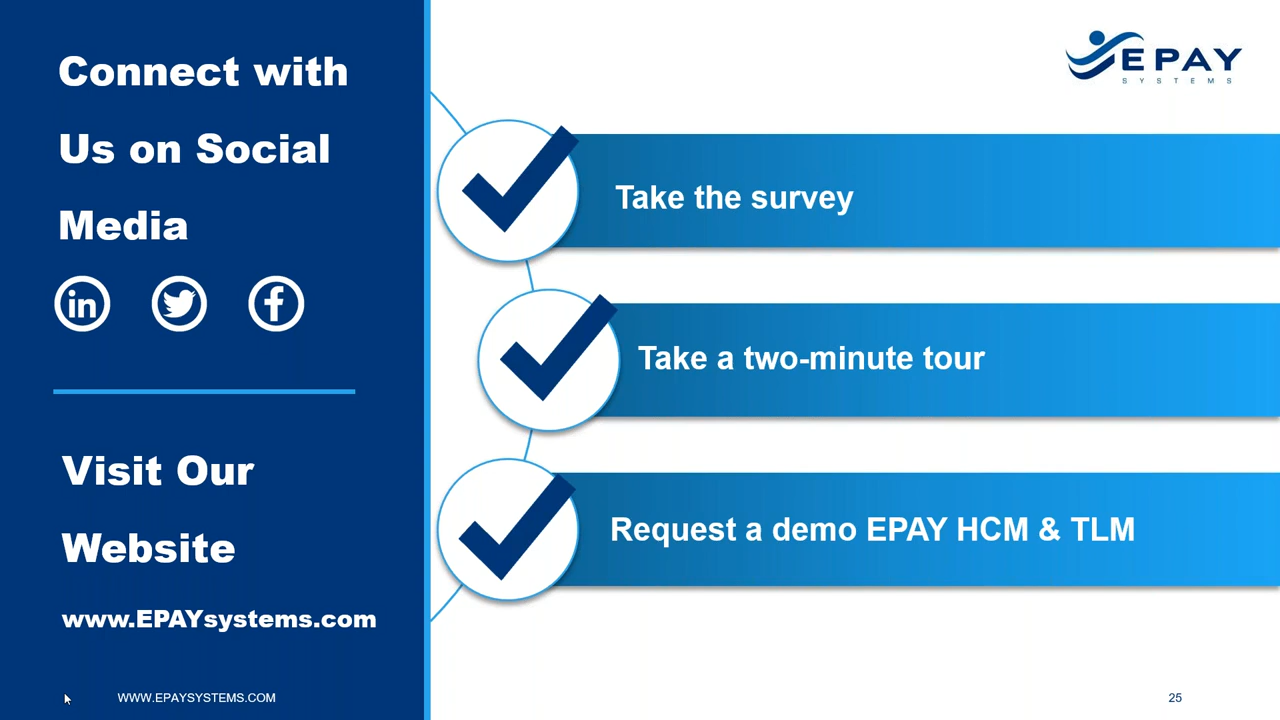 Connect with
Us on Social
Media
in
f
Visit Our
Website
www.EPAYsystems.com
WWW.EPAYSYSTEMS.COM
EPAY
SYSTEMS
Take the survey
Take a two-minute tour
Request a demo EPAY HCM & TLM
25